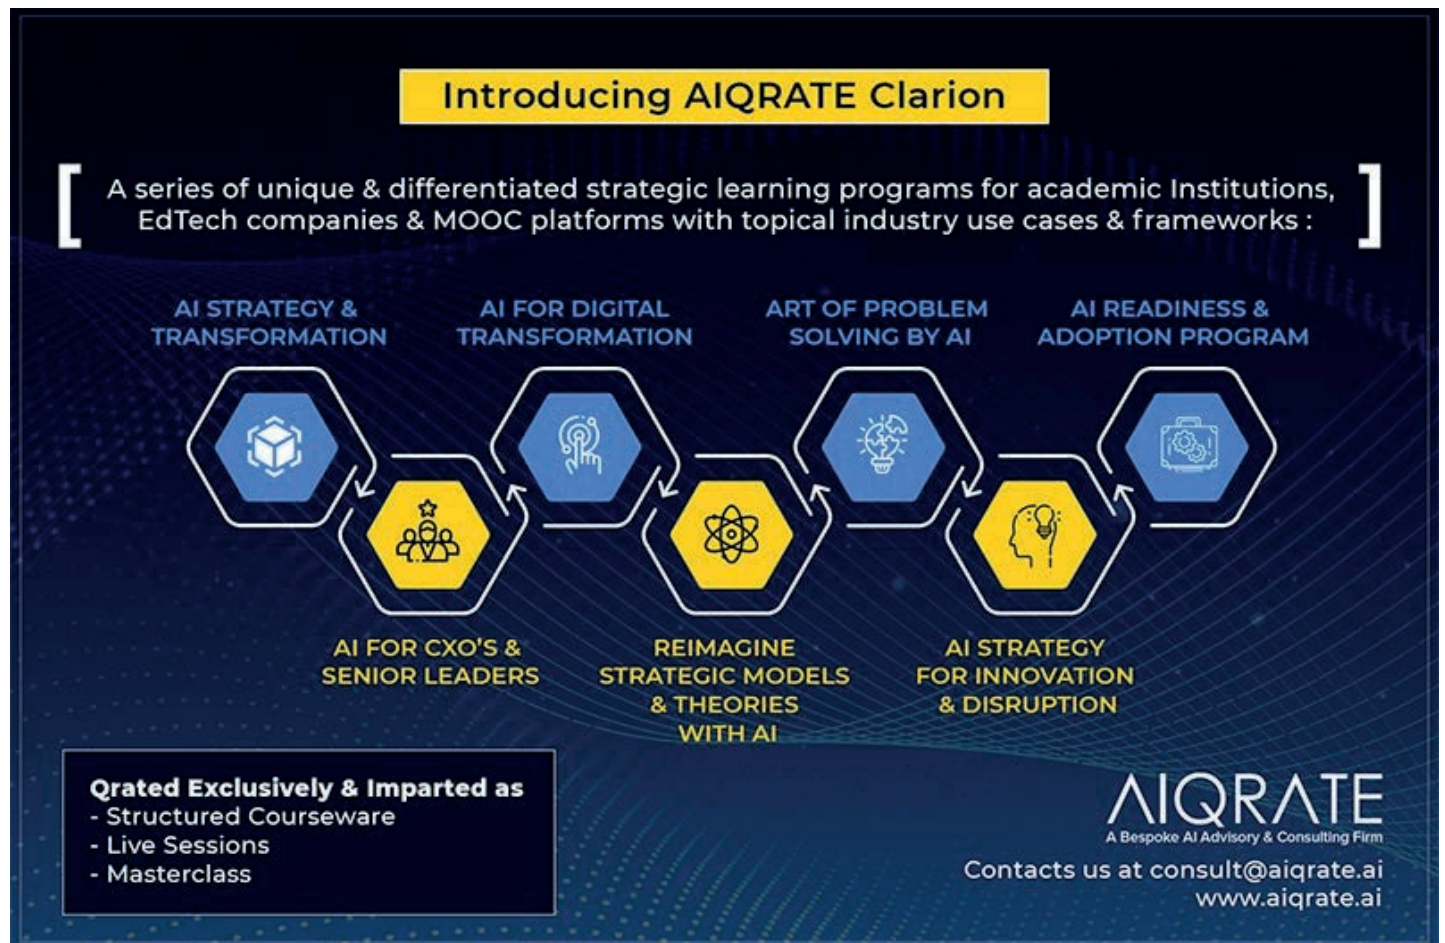 Introducing AIQRATE Clarion
A series of unique & differentiated strategic learning programs for academic Institutions,
EdTech companies & MOOC platforms with topical industry use cases & frameworks :
AI STRATEGY &
TRANSFORMATION
AI FOR DIGITAL
TRANSFORMATION
ART OF PROBLEM
SOLVING BY AI
AI READINESS &
ADOPTION PROGRAM
AI FOR CXO'S &
SENIOR LEADERS
REIMAGINE
STRATEGIC MODELS
& THEORIES
WITH AI
AI STRATEGY
FOR INNOVATION
& DISRUPTION
Qrated Exclusively & Imparted as
- Structured Courseware
- Live Sessions
- Masterclass
AIQRATE
A Bespoke AI Advisory & Consulting Firm
Contacts us at consult@aiqrate.ai
www.aiqrate.ai